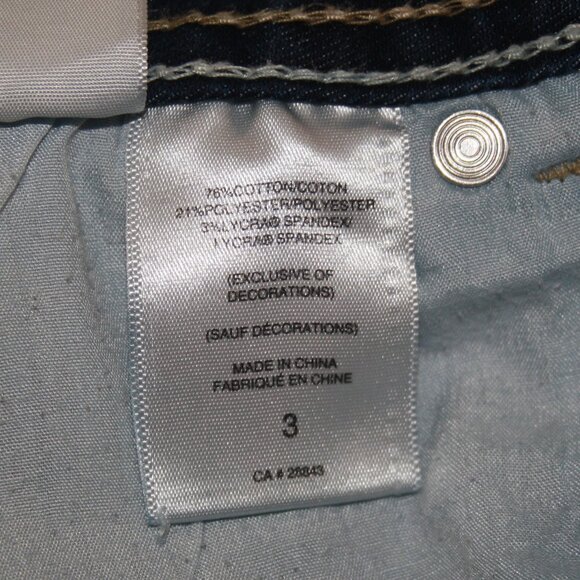 76%COTTON/COTON
21%POLYESTER/POLYESTER
3%LYCRA® SPANDEX/
LYCRA® SPANDEX
(EXCLUSIVE OF
DECORATIONS)
(SAUF DÉCORATIONS)
MADE IN CHINA
FABRIQUÉ EN CHINE
3
CA # 28843